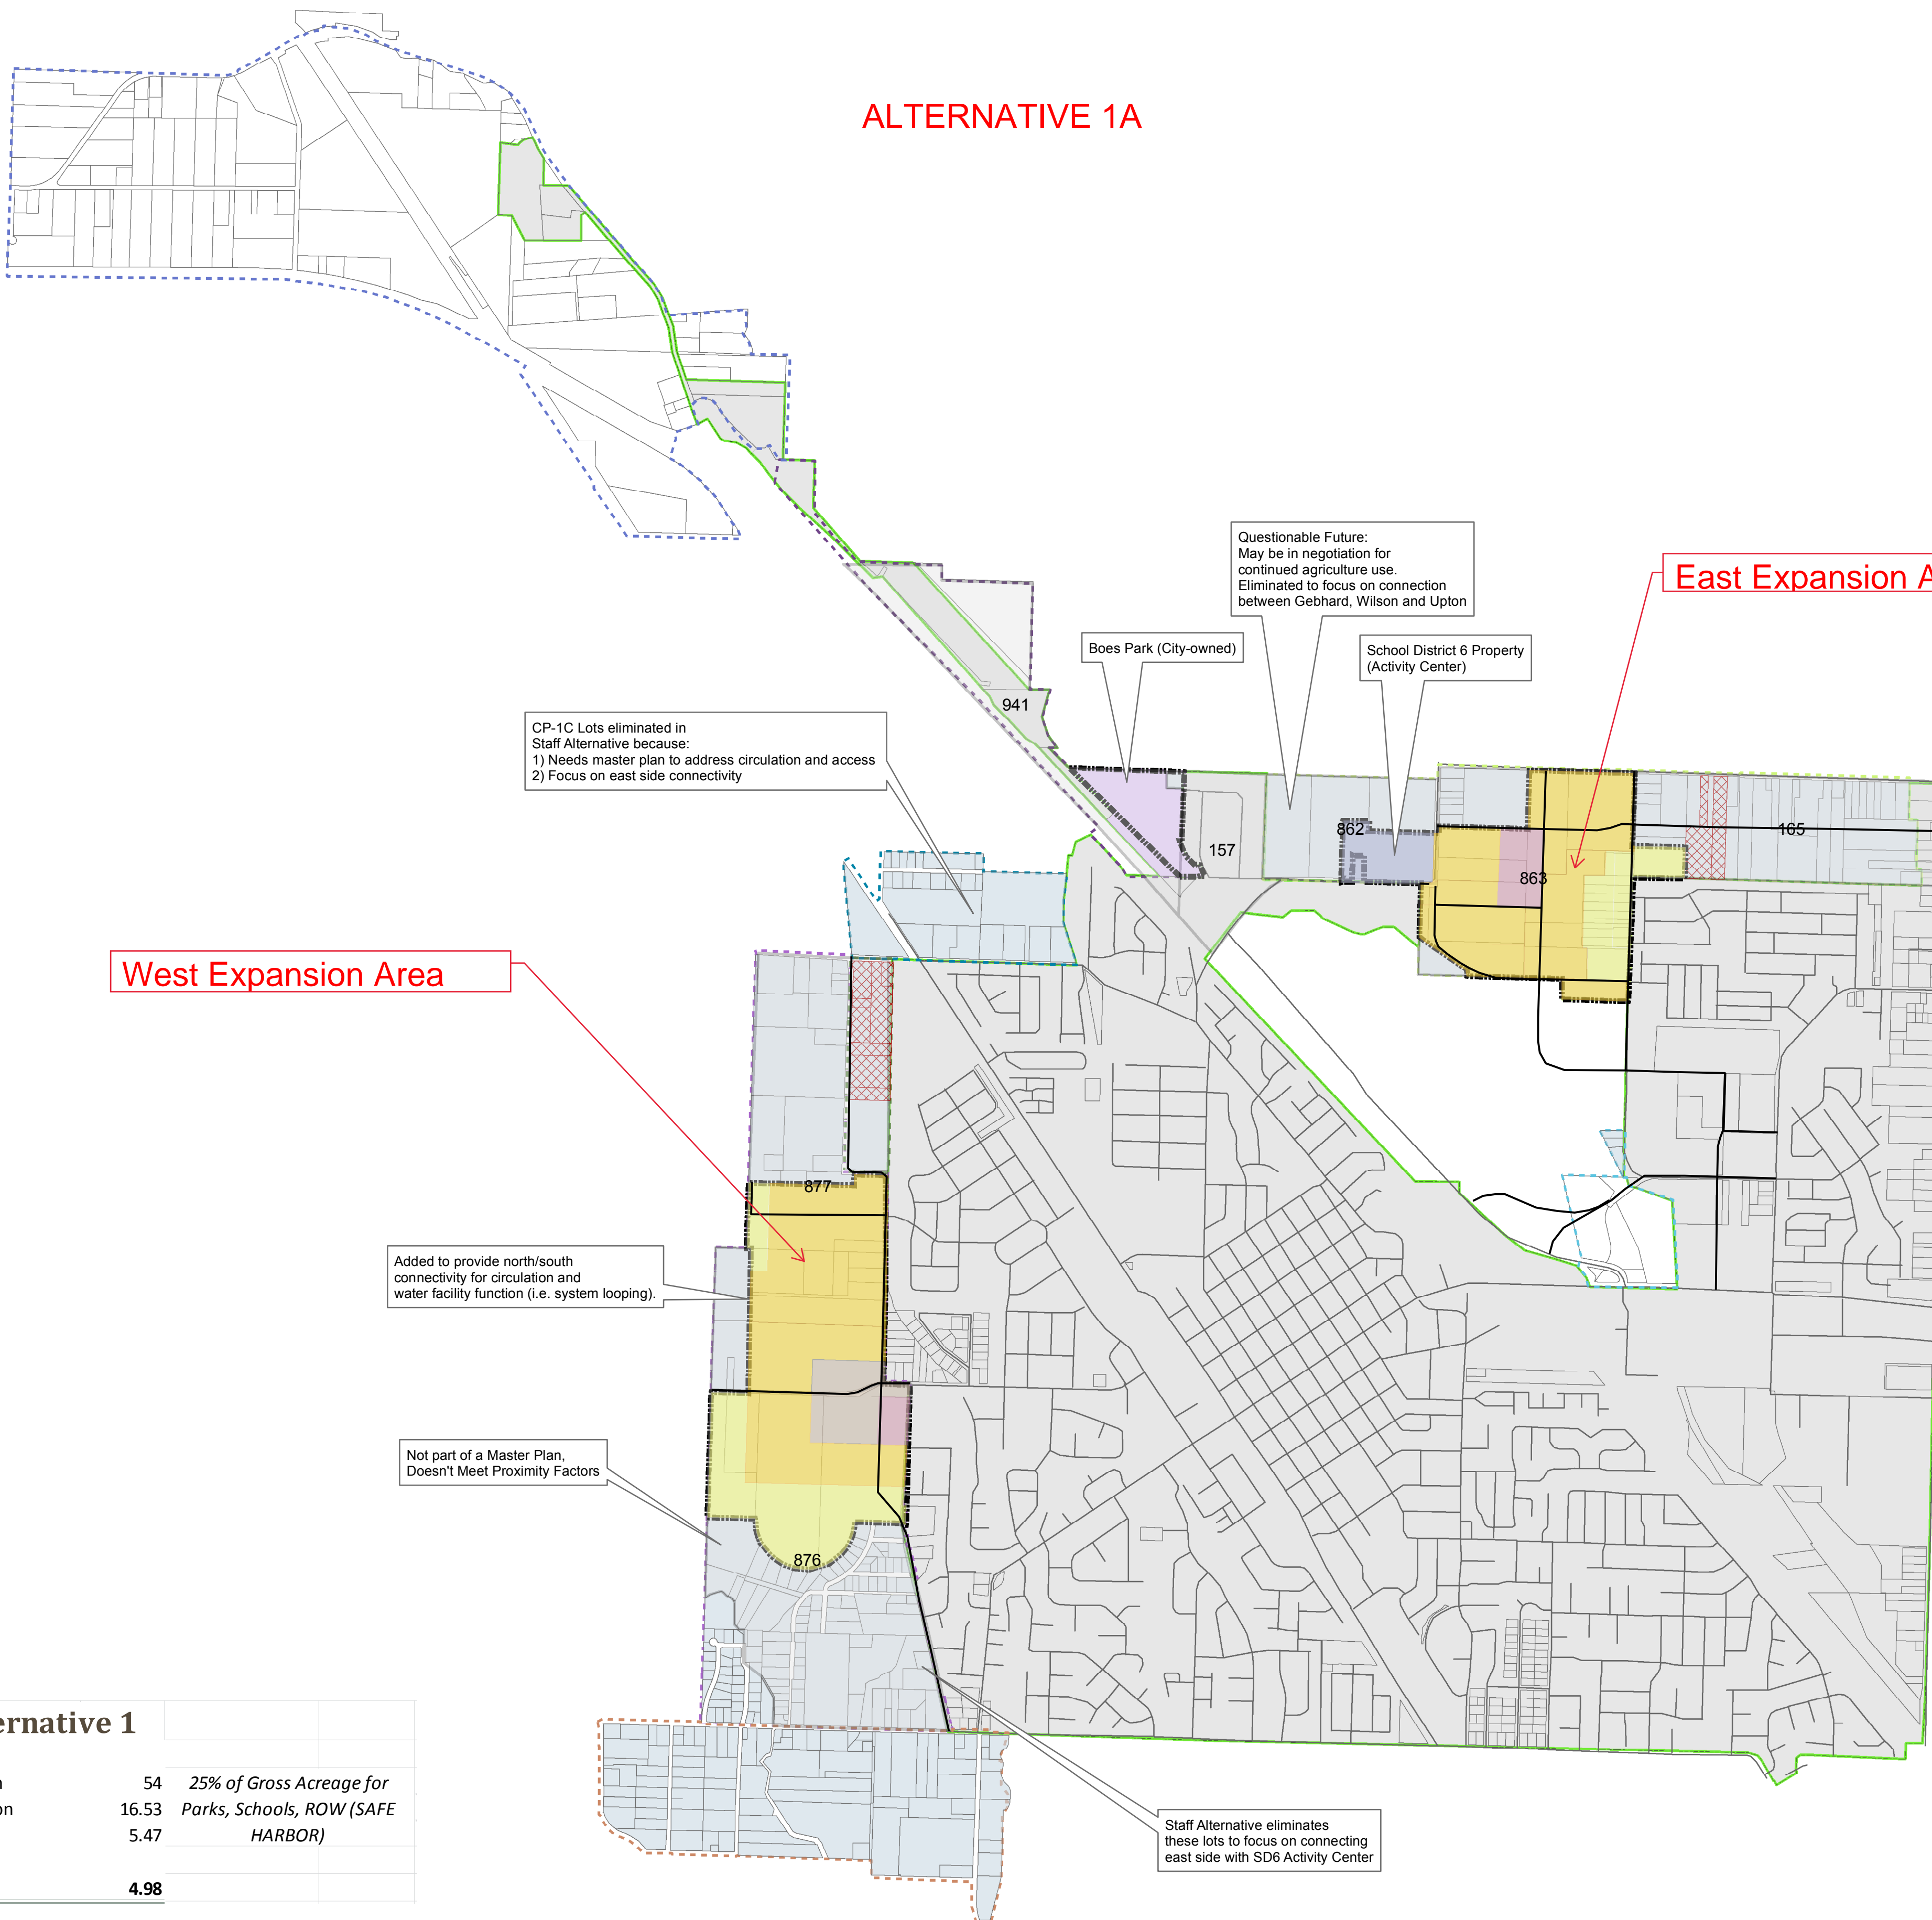 ALTERNATIVE 1A
Questionable Future:
May be in negotiation for
continued agriculture use.
Eliminated to focus on connection
between Gebhard, Wilson and Upton
East Expansion A
Boes Park (City-owned)
School District 6 Property
(Activity Center)
941
CP-1C Lots eliminated in
Staff Alternative because:
1) Needs master plan to address circulation and access
2) Focus on east side connectivity
862
165
157
863
West Expansion Area
877
Added to provide north/south
connectivity for circulation and
water facility function (i.e. system looping).
Not part of a Master Plan,
Doesn't Meet Proximity Factors
876
Staff Alternative eliminates
these lots to focus on connecting
east side with SD6 Activity Center
ernative 1
54 25% of Gross Acreage for
on 16.53 Parks, Schools, ROW (SAFE
5.47 HARBOR)
4.98